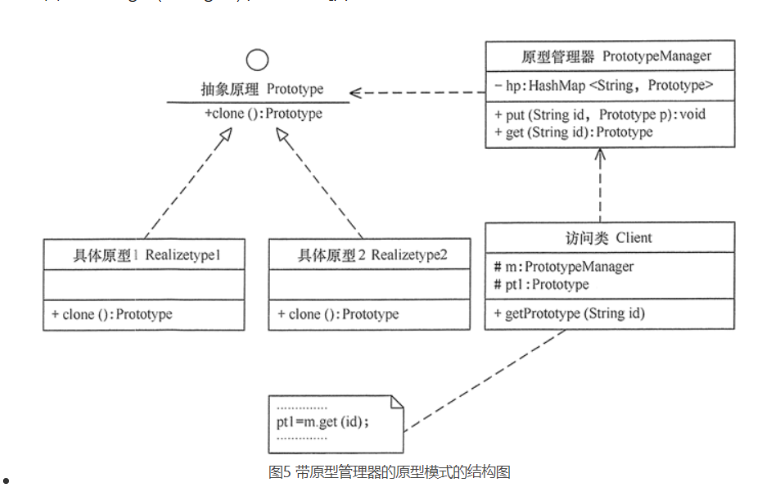 抽象原理 Prototype
+clone ():Prototype
原型管理器 PrototypeManager
- hp:HashMap <String, Prototype>
+ put (String id, Prototype p):void
+ get (String id):Prototype
具体原型1 Realizetype1
+ clone ():Prototype
具体原型2 Realizetype2
+ clone ():Prototype
访问类 Client
# m:PrototypeManager
# pt1:Prototype
+ getPrototype (String id)
..............
pt1=m.get (id);
..............
图5 带原型管理器的原型模式的结构图